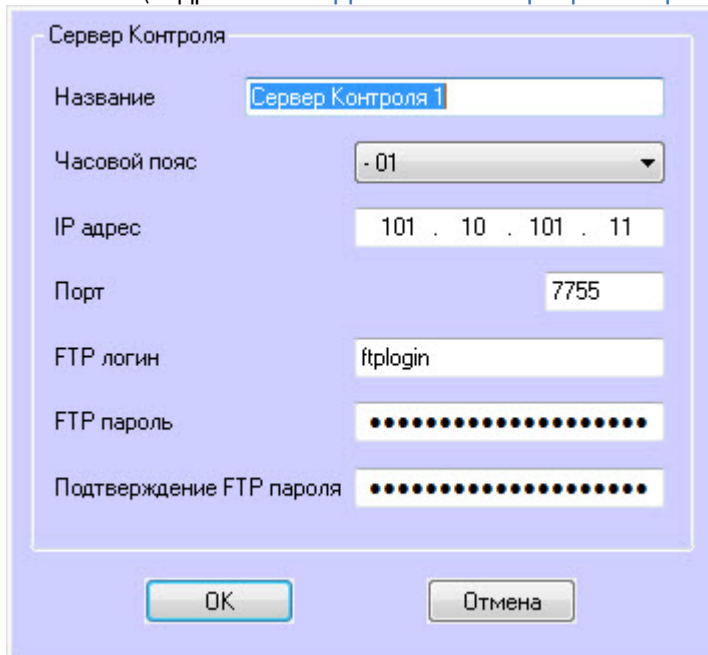 Сервер Контроля
Название Сервер Контроля 1
Часовой пояс - 01
IP адрес 101 . 10 . 101 . 11
Порт 7755
FTP логин ftplogin
FTP пароль ●●●●●●●●●●●●●●●●●●●●
Подтверждение FTP пароля ●●●●●●●●●●●●●●●●●●●●
OK Отмена